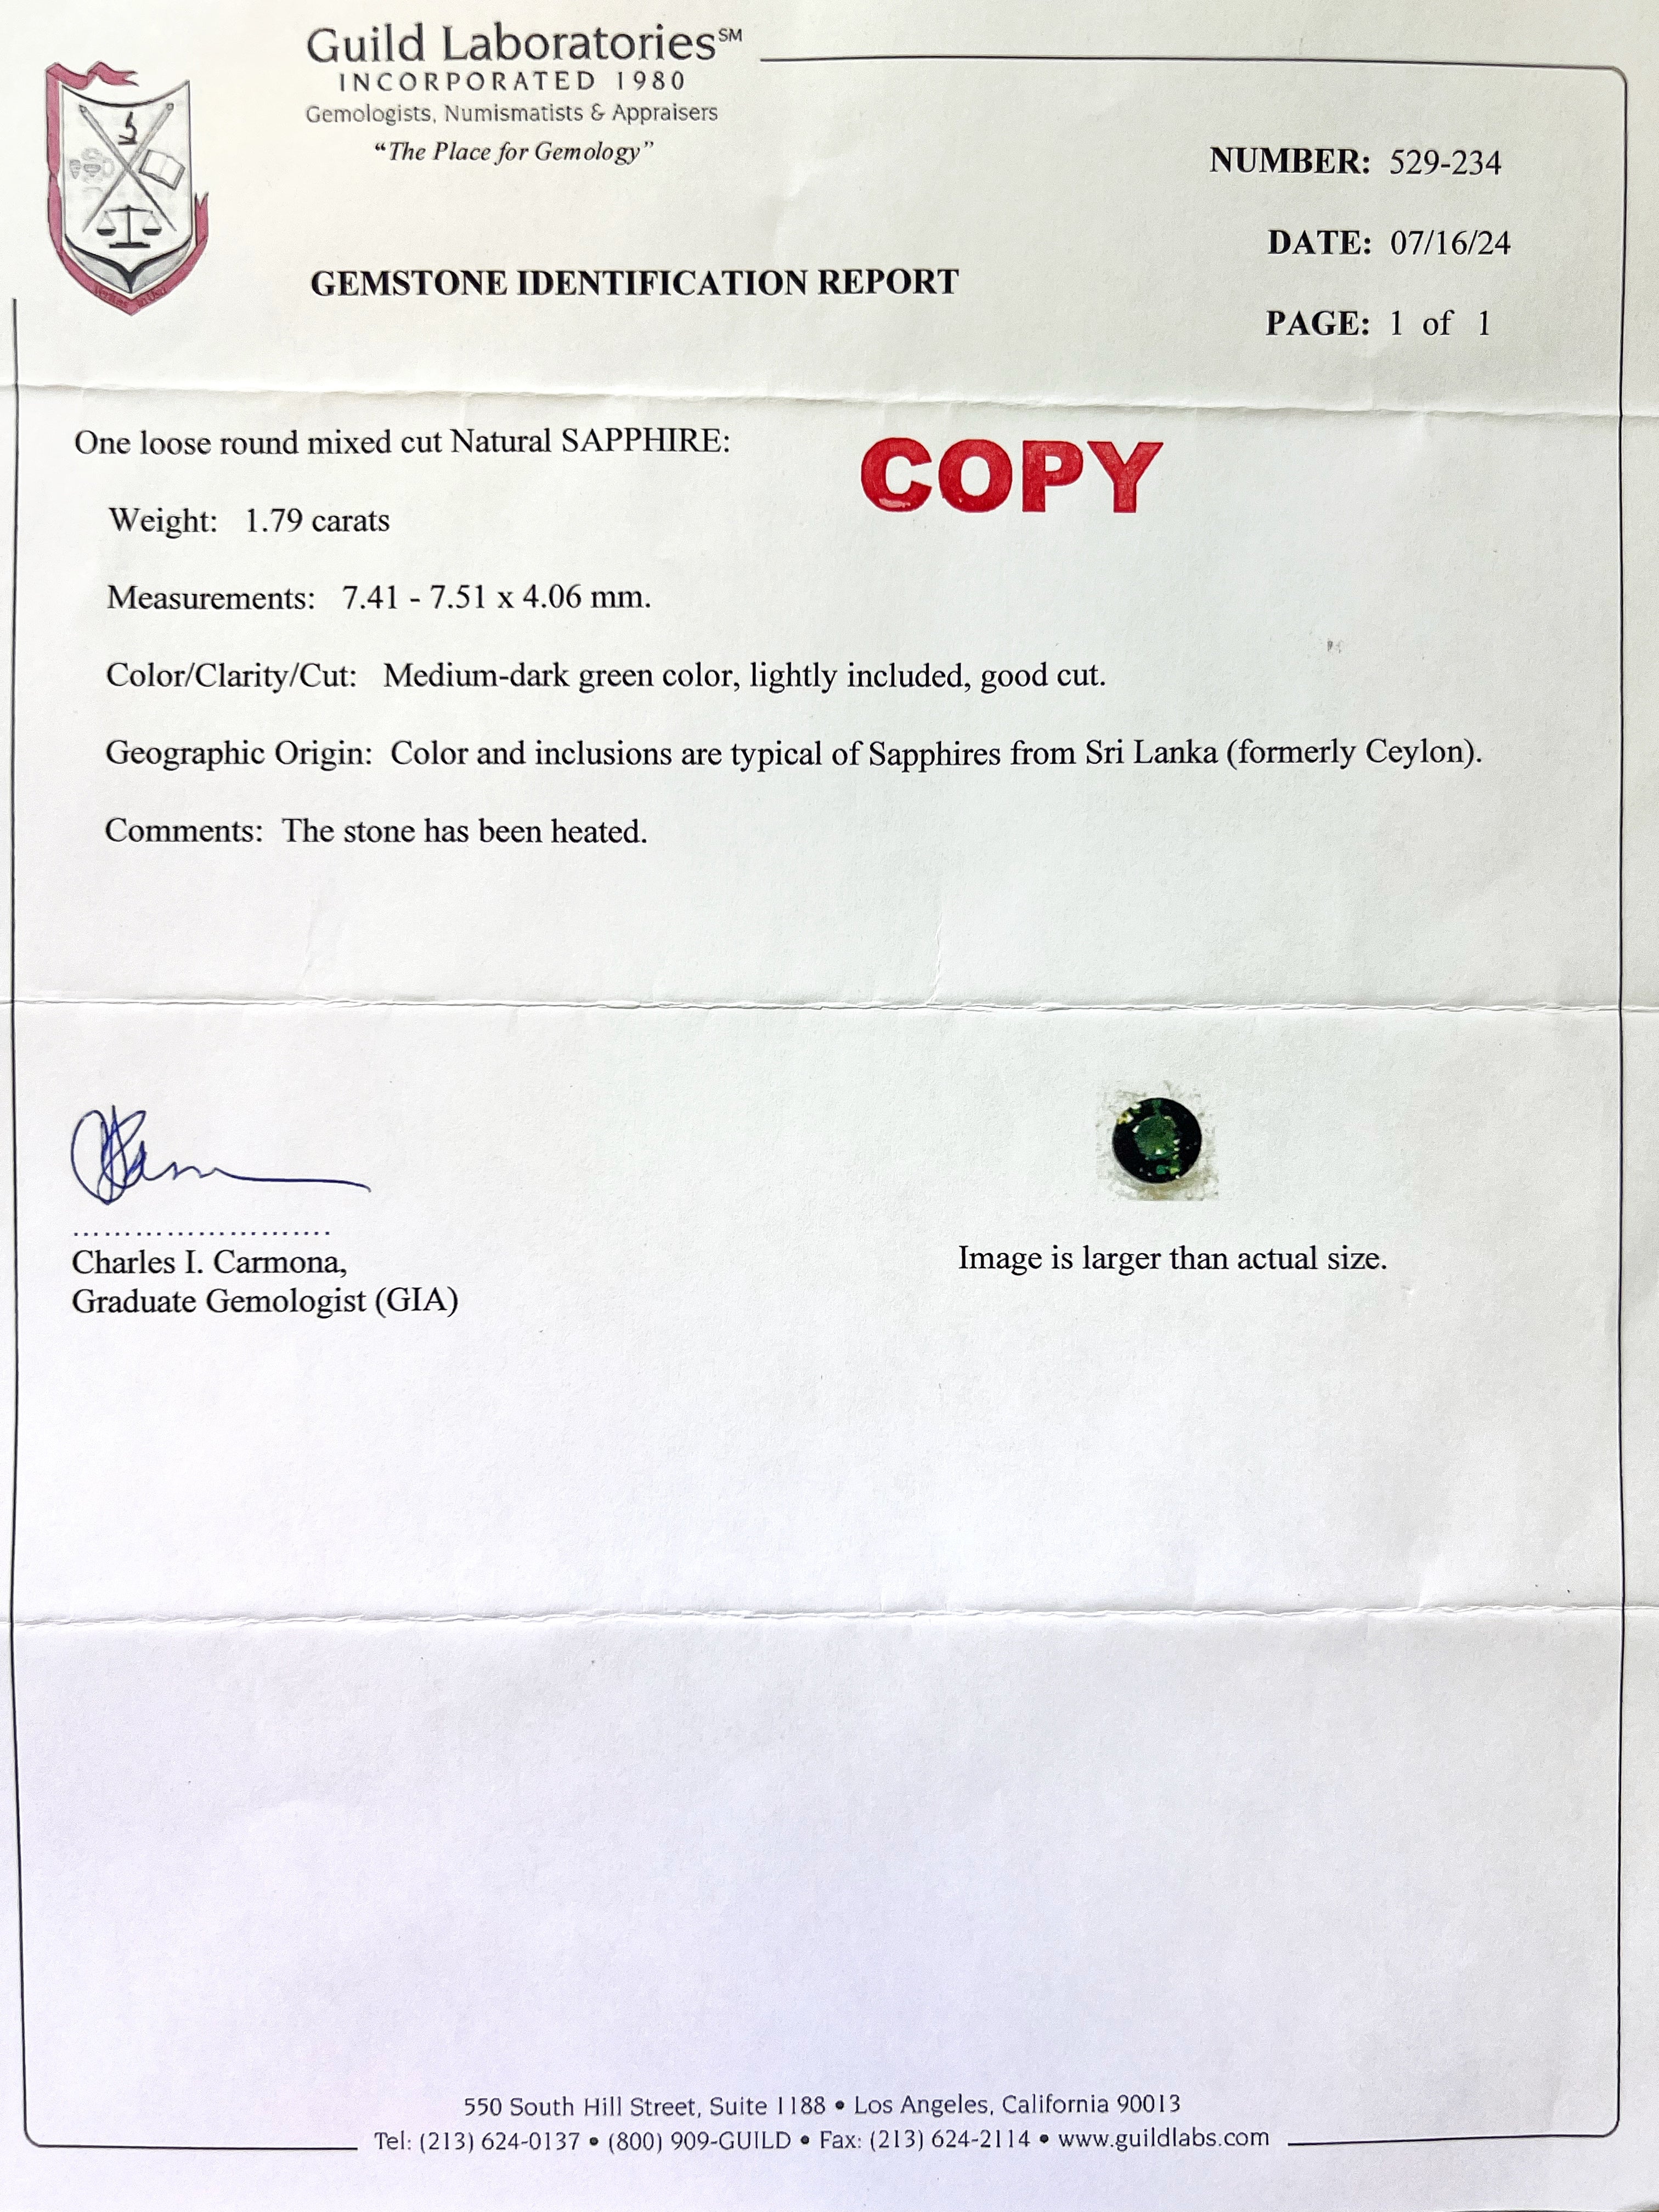 Guild Laboratories℠
INCORPORATED 1980
Gemologists, Numismatists & Appraisers
“The Place for Gemology”
NUMBER: 529-234
DATE: 07/16/24
GEMSTONE IDENTIFICATION REPORT
PAGE: 1 of 1
One loose round mixed cut Natural SAPPHIRE:
COPY
Weight: 1.79 carats
Measurements: 7.41 - 7.51 x 4.06 mm.
Color/Clarity/Cut: Medium-dark green color, lightly included, good cut.
Geographic Origin: Color and inclusions are typical of Sapphires from Sri Lanka (formerly Ceylon).
Comments: The stone has been heated.
Charles I. Carmona,
Graduate Gemologist (GIA)
Image is larger than actual size.
550 South Hill Street, Suite 1188 • Los Angeles, California 90013
Tel: (213) 624-0137 • (800) 909-GUILD • Fax: (213) 624-2114 • www.guildlabs.com